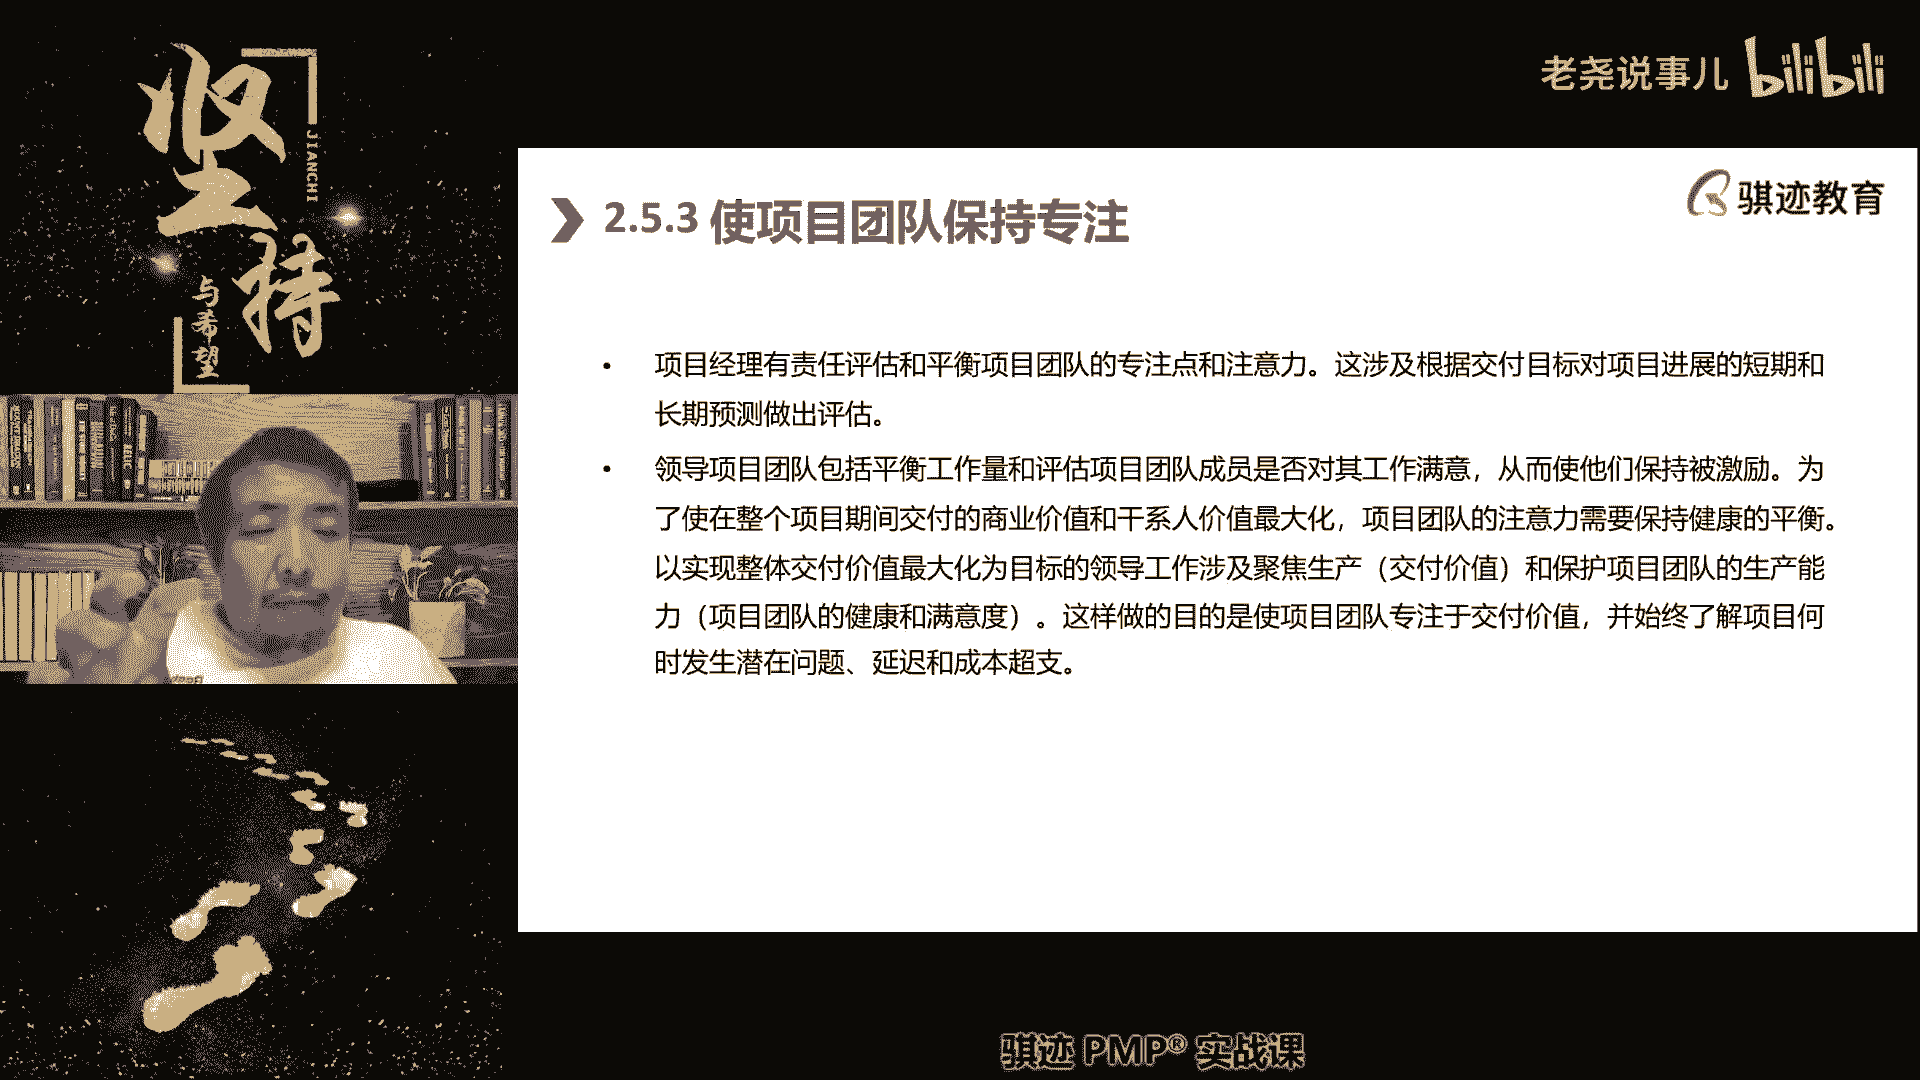 坚持
JIANCHI
与希望
老尧说事儿 bilibili
骐迹教育
2.5.3 使项目团队保持专注
• 项目经理有责任评估和平衡项目团队的专注点和注意力。这涉及根据交付目标对项目进展的短期和
长期预测做出评估。
• 领导项目团队包括平衡工作量和评估项目团队成员是否对其工作满意，从而使他们保持被激励。为
了使在整个项目期间交付的商业价值和干系人价值最大化，项目团队的注意力需要保持健康的平衡。
以实现整体交付价值最大化为目标的领导工作涉及聚焦生产（交付价值）和保护项目团队的生产能
力（项目团队的健康和满意度）。这样做的目的是使项目团队专注于交付价值，并始终了解项目何
时发生潜在问题、延迟和成本超支。
骐迹 PMP® 实战课